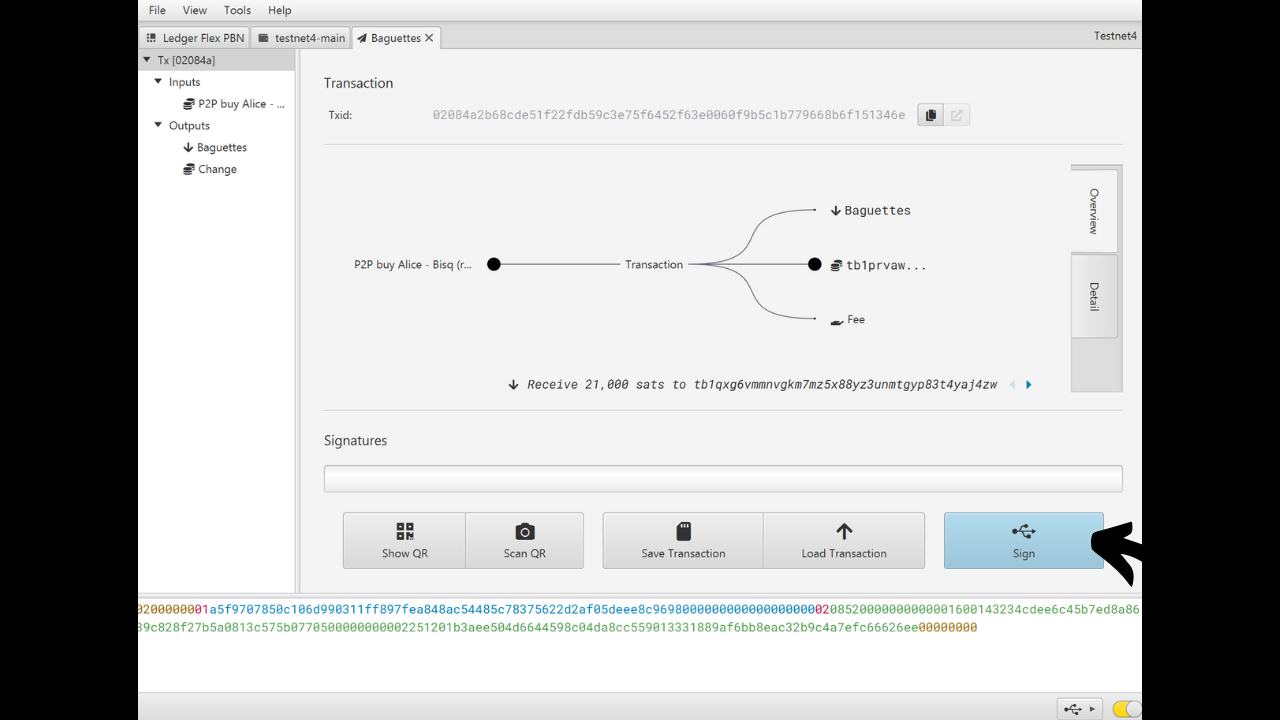 File View Tools Help
Ledger Flex PBN testnet4-main Baguettes Testnet4
Tx [02084a]
Inputs
P2P buy Alice - ...
Outputs
Baguettes
Change
Transaction
Txid: 02084a2b68cde51f22fdb59c3e75f6452f63e0060f9b5c1b779668b6f151346e
Baguettes
P2P buy Alice - Bisq (r... Transaction tb1prvaw...
Fee
Overview
Detail
Receive 21,000 sats to tb1qxg6vmmnvgkm7mz5x88yz3unmtgyp83t4yaj4zw
Signatures
Show QR Scan QR Save Transaction Load Transaction Sign
0200000001a5f9707850c106d990311ff897fea848ac54485c78375622d2af05deee8c96980000000000000000000208520000000000001600143234cdee6c45b7ed8a86
39c828f27b5a0813c575b0770500000000002251201b3aee504d6644598c04da8cc559013331889af6bb8eac32b9c4a7efc66626ee00000000